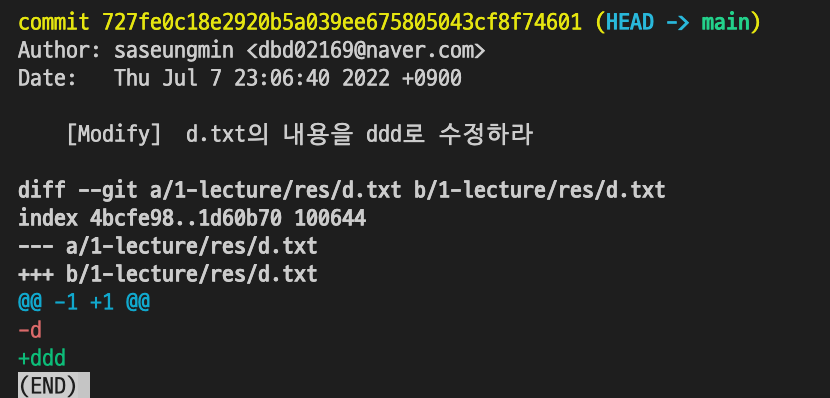 commit 727fe0c18e2920b5a039ee675805043cf8f74601 (HEAD -> main)
Author: saseungmin <dbd02169@naver.com>
Date:   Thu Jul 7 23:06:40 2022 +0900
[Modify]  d.txt의 내용을 ddd로 수정하라
diff --git a/1-lecture/res/d.txt b/1-lecture/res/d.txt
index 4bcfe98..1d60b70 100644
--- a/1-lecture/res/d.txt
+++ b/1-lecture/res/d.txt
@@ -1 +1 @@
-d
+ddd
(END)